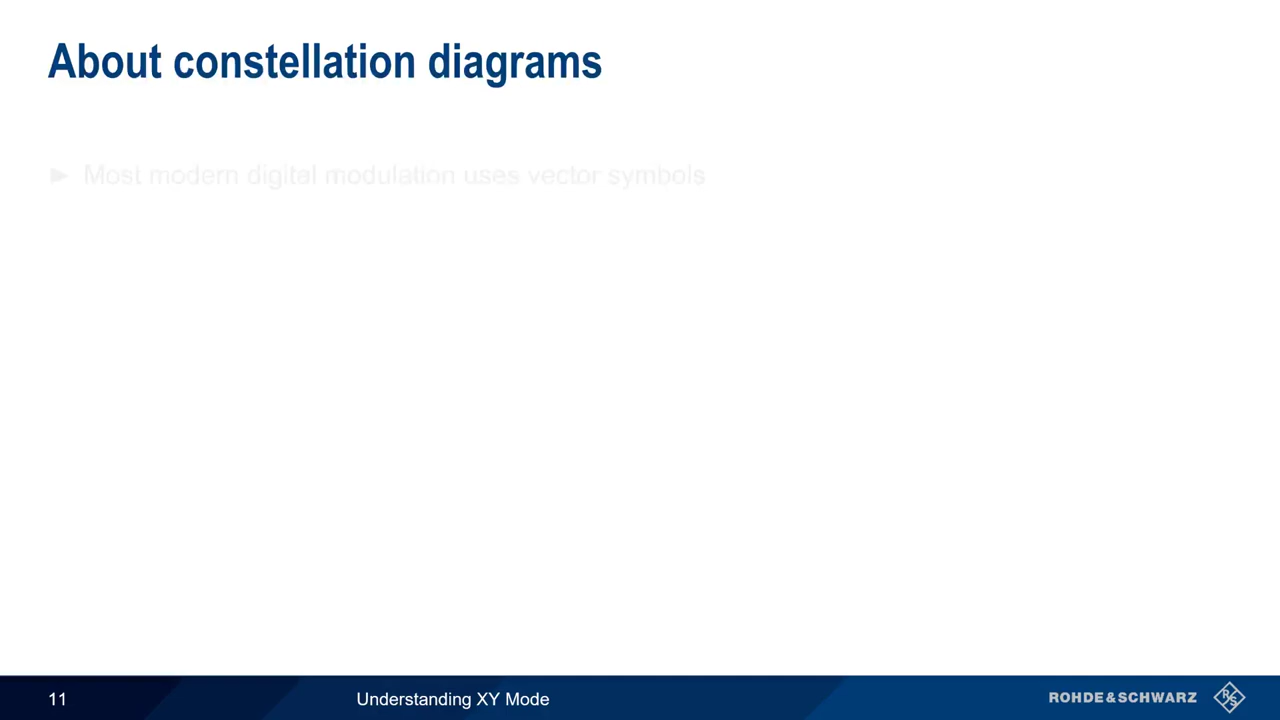 About constellation diagrams
► Most modern digital modulation uses vector symbols
11
Understanding XY Mode
ROHDE & SCHWARZ
R S